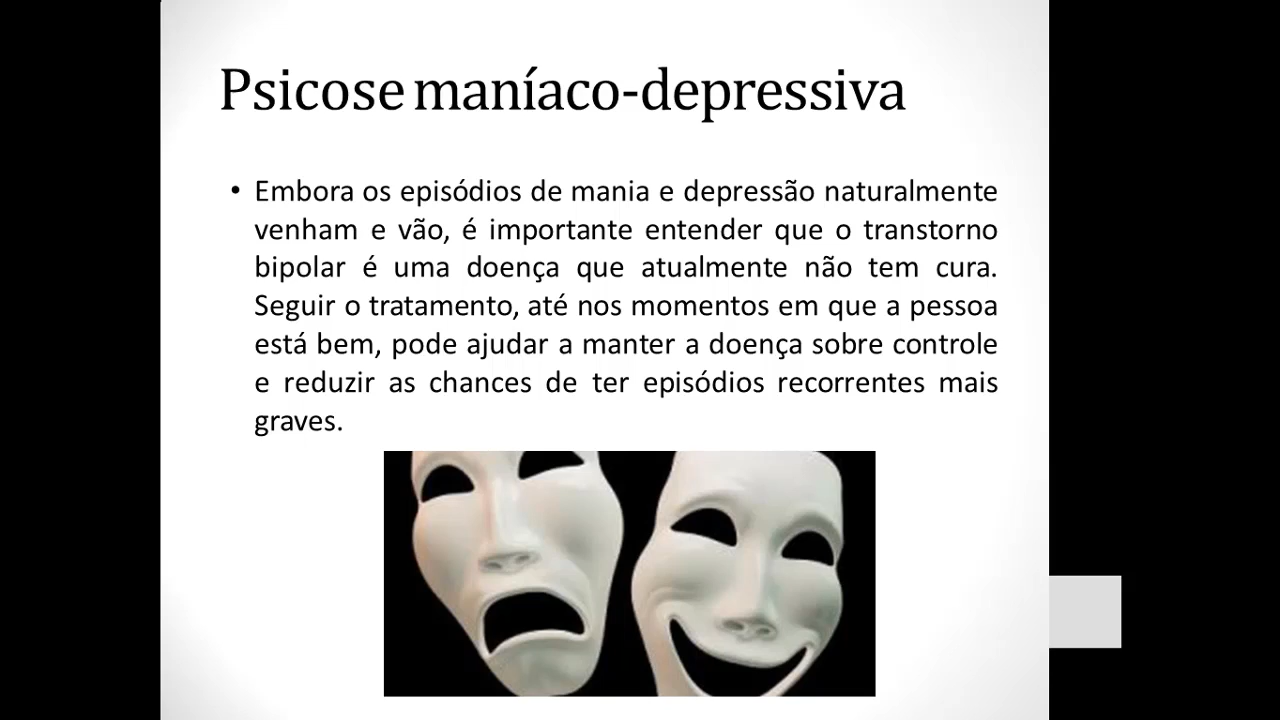 Psicose maníaco-depressiva
• Embora os episódios de mania e depressão naturalmente
venham e vão, é importante entender que o transtorno
bipolar é uma doença que atualmente não tem cura.
Seguir o tratamento, até nos momentos em que a pessoa
está bem, pode ajudar a manter a doença sobre controle
e reduzir as chances de ter episódios recorrentes mais
graves.